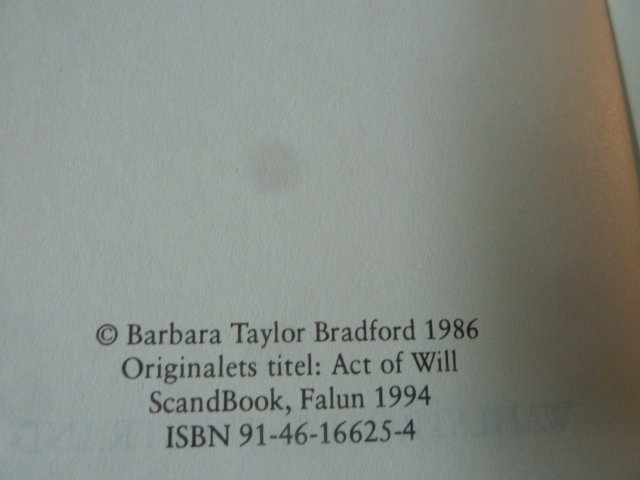 © Barbara Taylor Bradford 1986
Originalets titel: Act of Will
ScandBook, Falun 1994
ISBN 91-46-16625-4